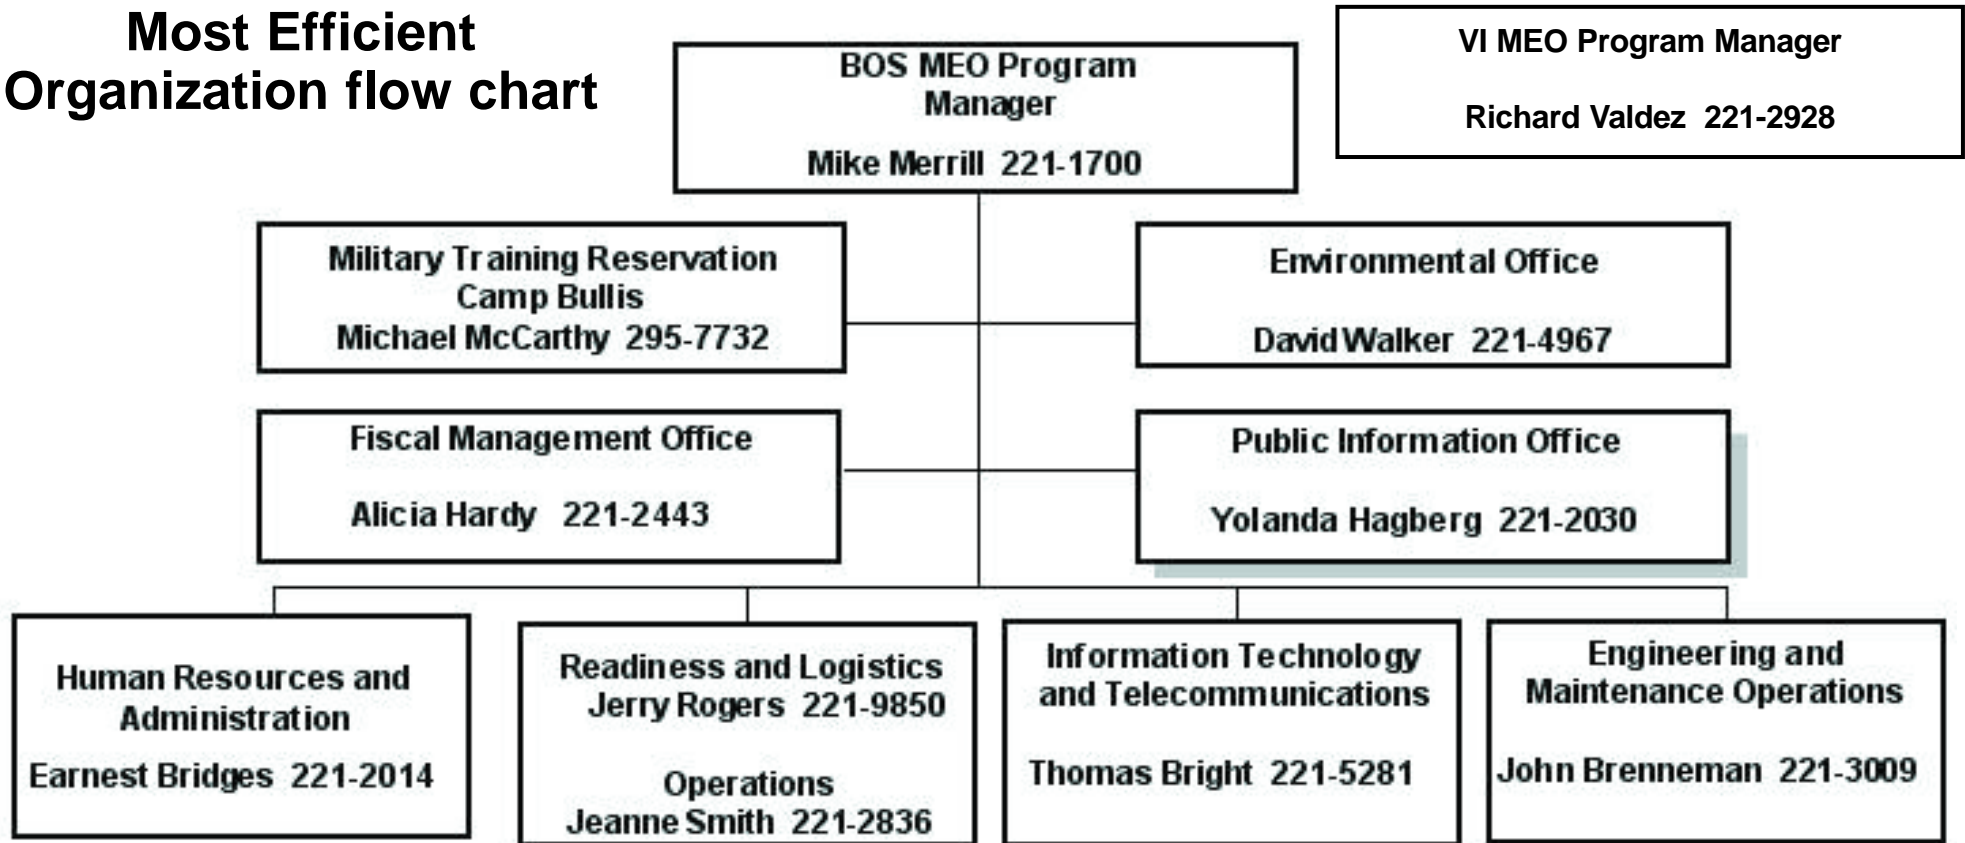 Most Efficient
Organization flow chart
BOS MEO Program
Manager
Mike Merrill 221-1700
VI MEO Program Manager
Richard Valdez 221-2928
Military Training Reservation
Camp Bullis
Michael McCarthy 295-7732
Environmental Office
David Walker 221-4967
Fiscal Management Office
Alicia Hardy 221-2443
Public Information Office
Yolanda Hagberg 221-2030
Human Resources and
Administration
Earnest Bridges 221-2014
Readiness and Logistics
Jerry Rogers 221-9850
Operations
Jeanne Smith 221-2836
Information Technology
and Telecommunications
Thomas Bright 221-5281
Engineering and
Maintenance Operations
John Brenneman 221-3009